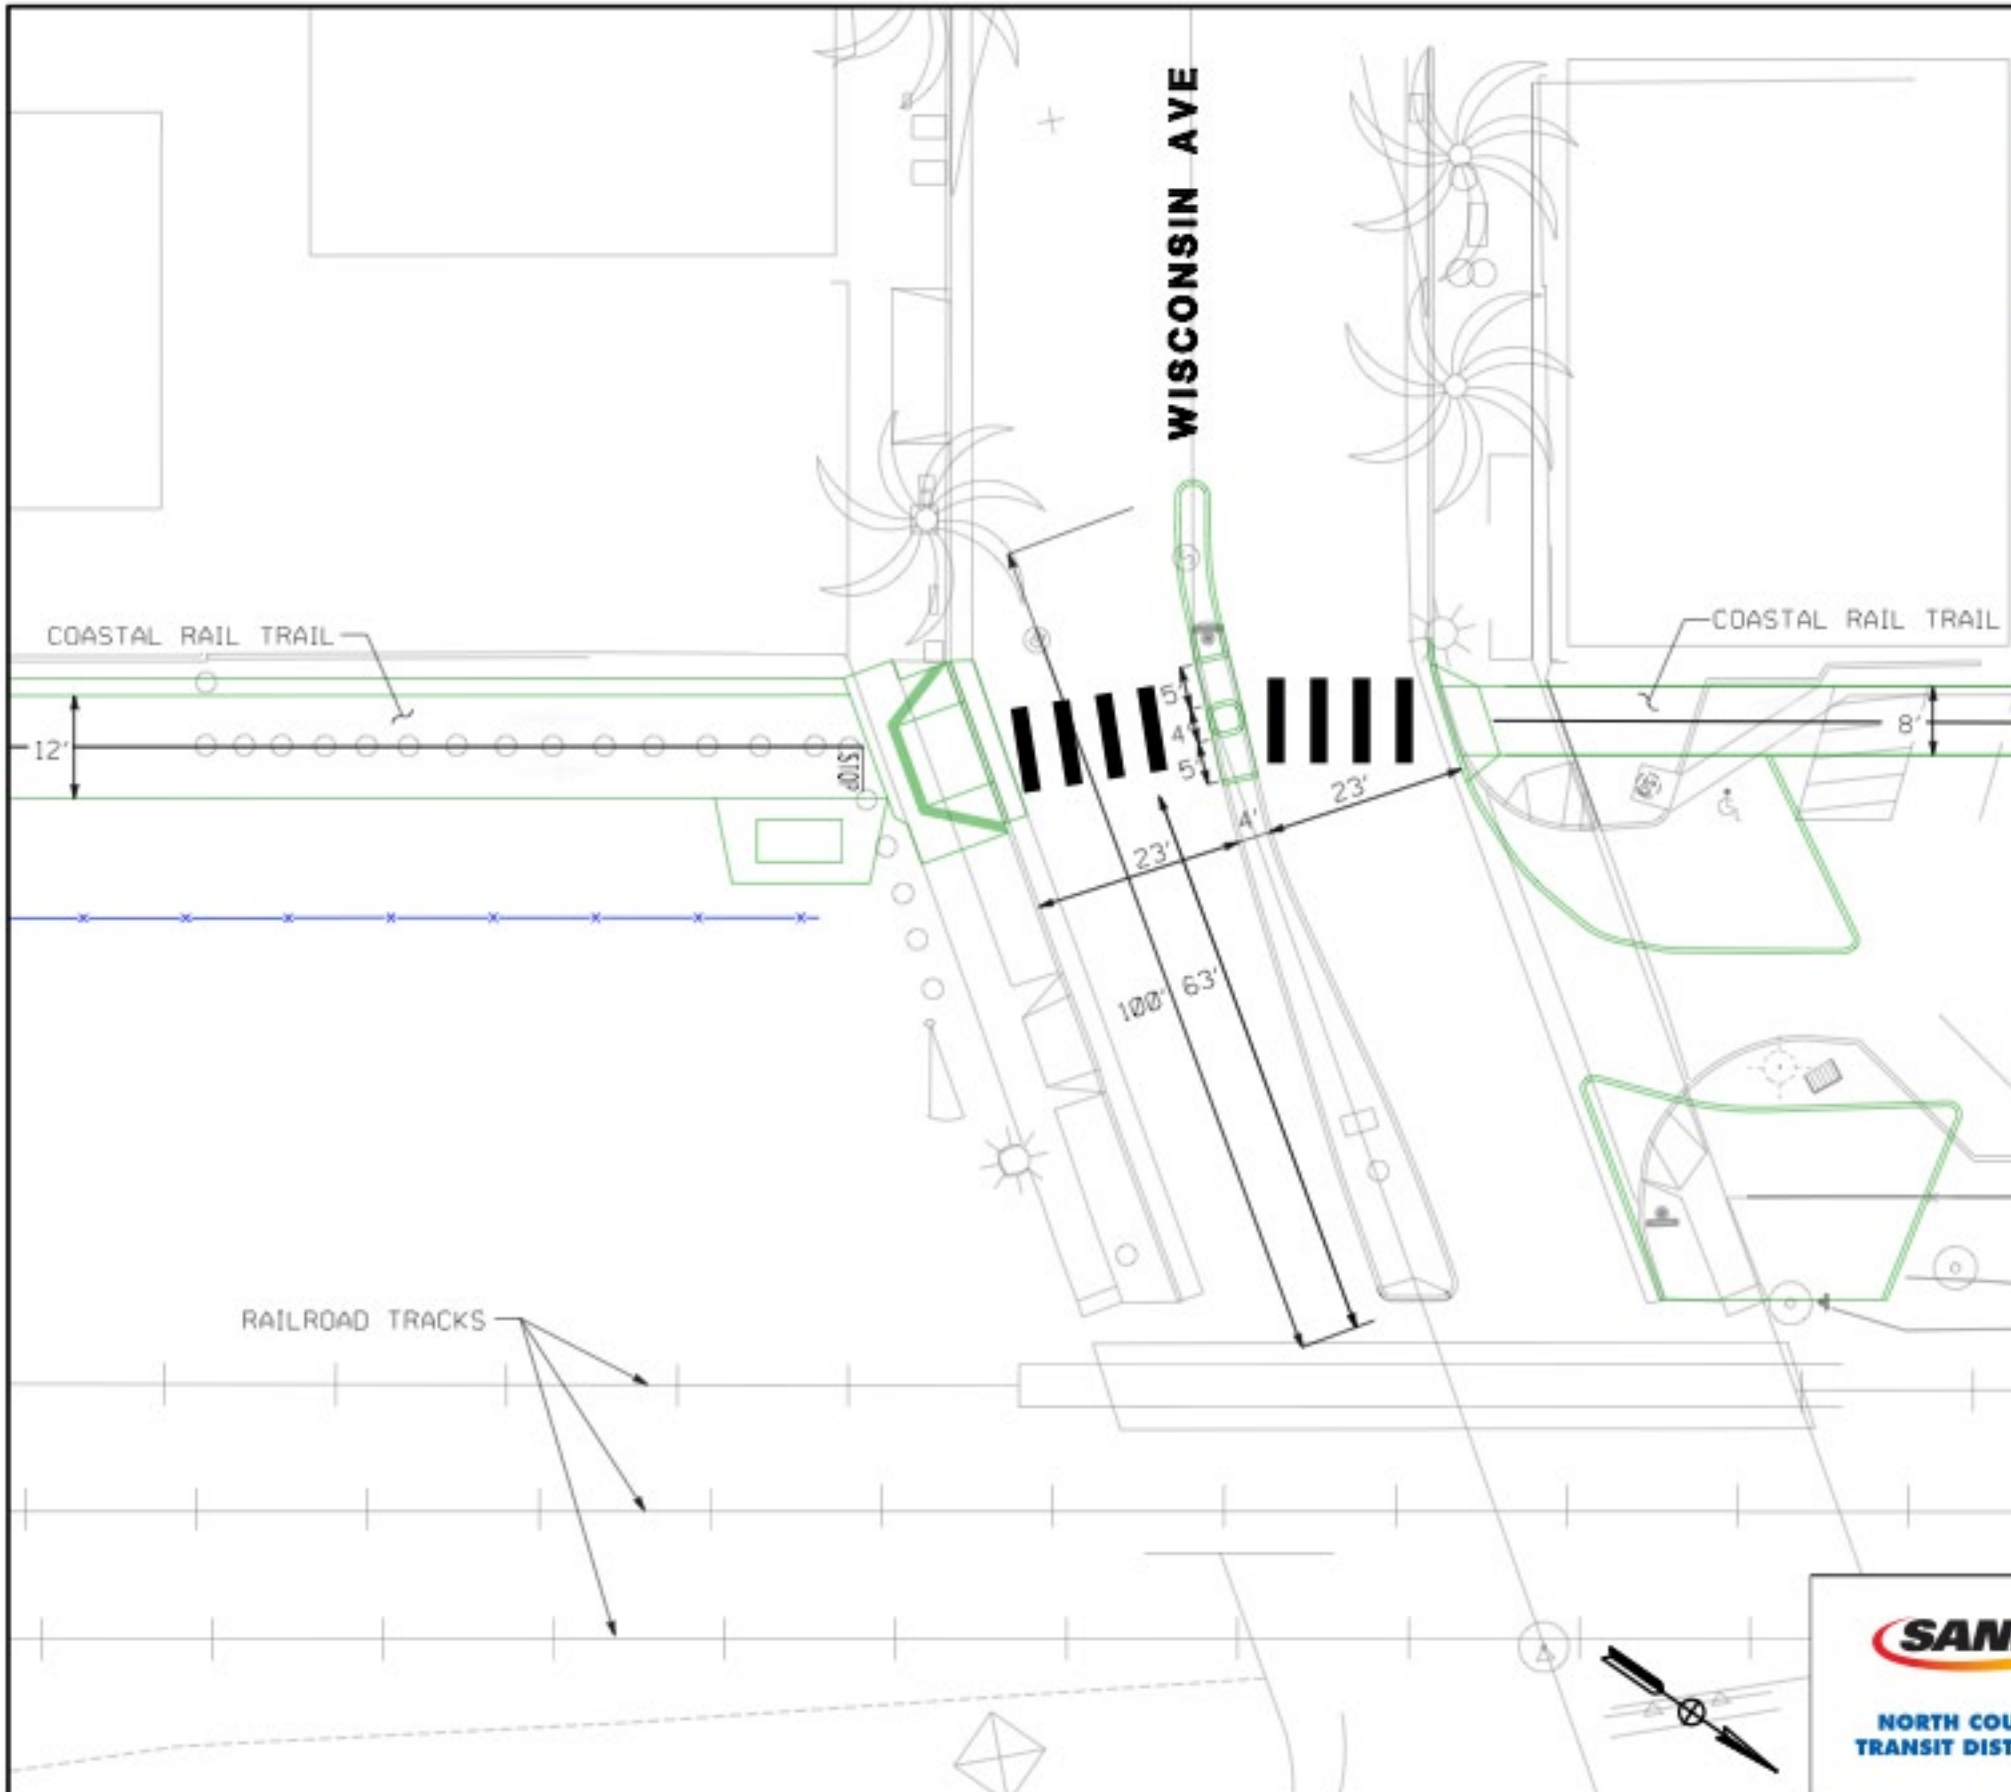 WISCONSIN AVE
COASTAL RAIL TRAIL
COASTAL RAIL TRAIL
12'
STOP
5'
4'
5'
8'
23'
4'
23'
100'
63'
RAILROAD TRACKS
SAN
NORTH COU
TRANSIT DIST